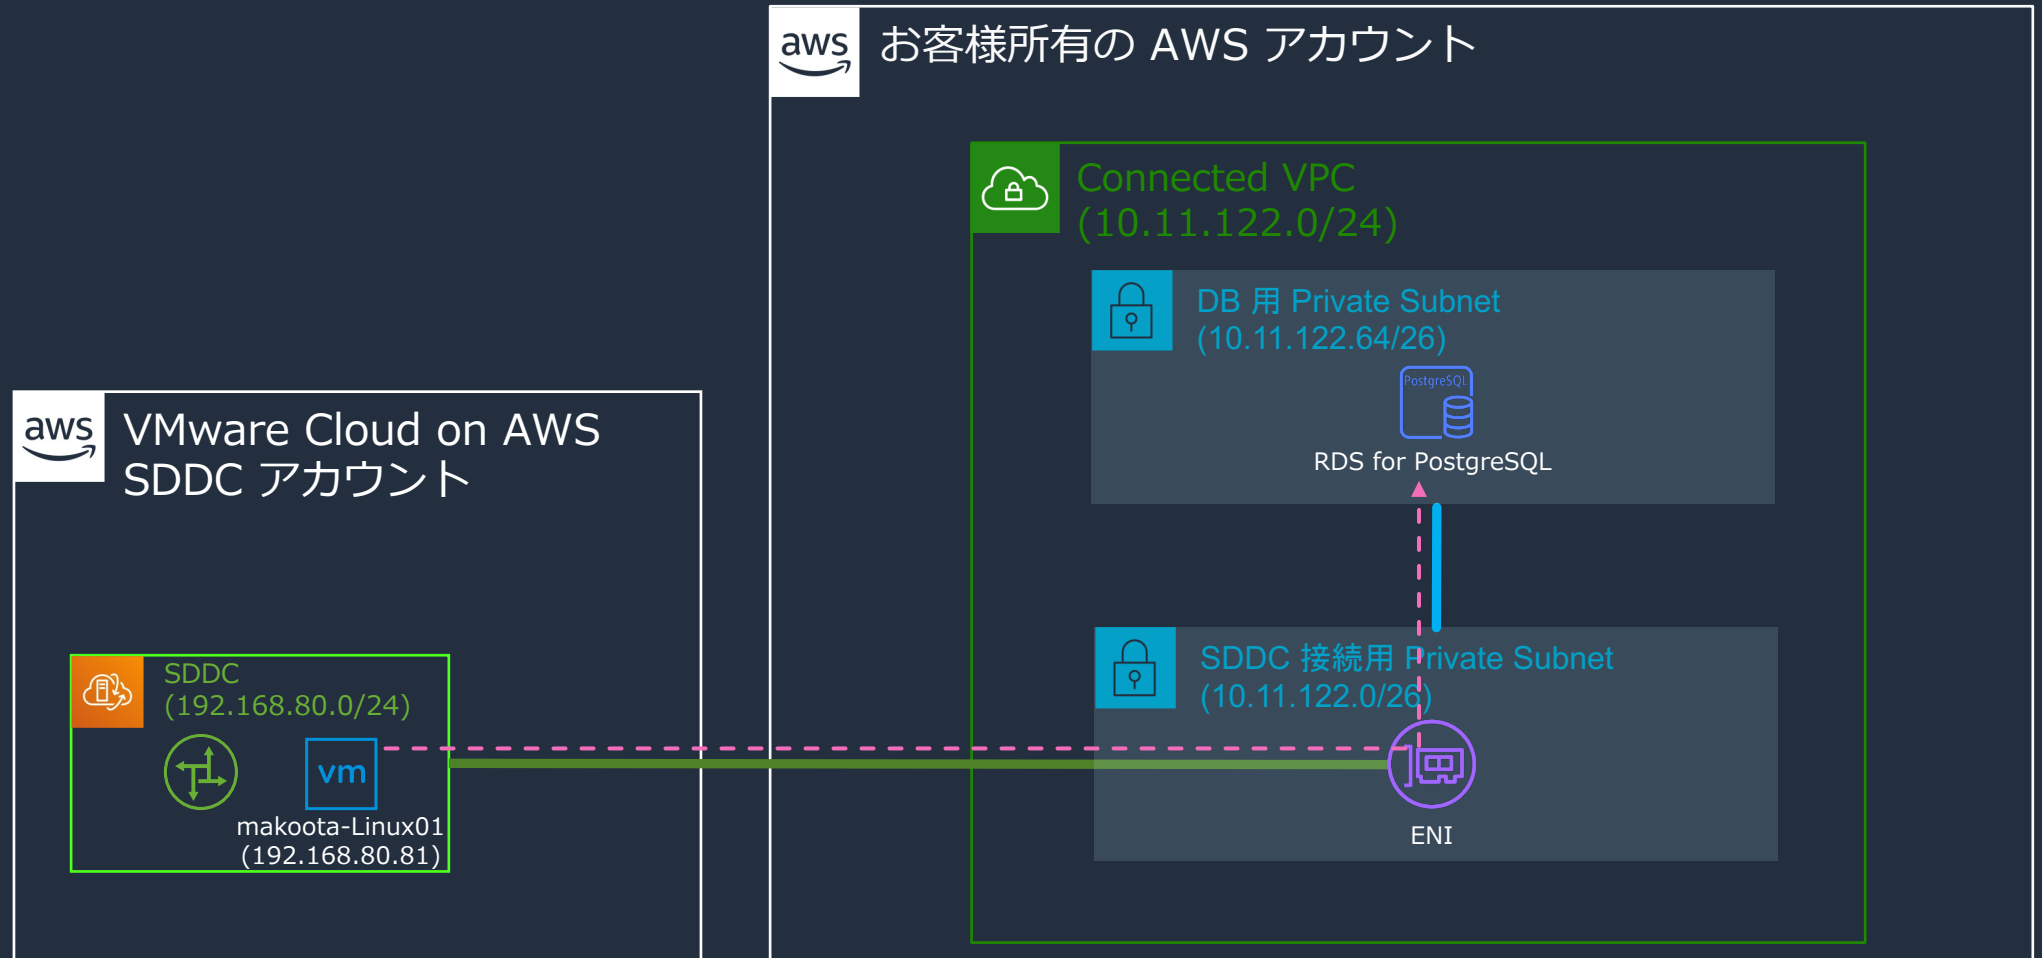 aws
お客様所有の AWS アカウント
Connected VPC
(10.11.122.0/24)
DB 用 Private Subnet
(10.11.122.64/26)
PostgreSQL
RDS for PostgreSQL
aws
VMware Cloud on AWS
SDDC アカウント
SDDC
(192.168.80.0/24)
vm
makoota-Linux01
(192.168.80.81)
SDDC 接続用 Private Subnet
(10.11.122.0/26)
ENI